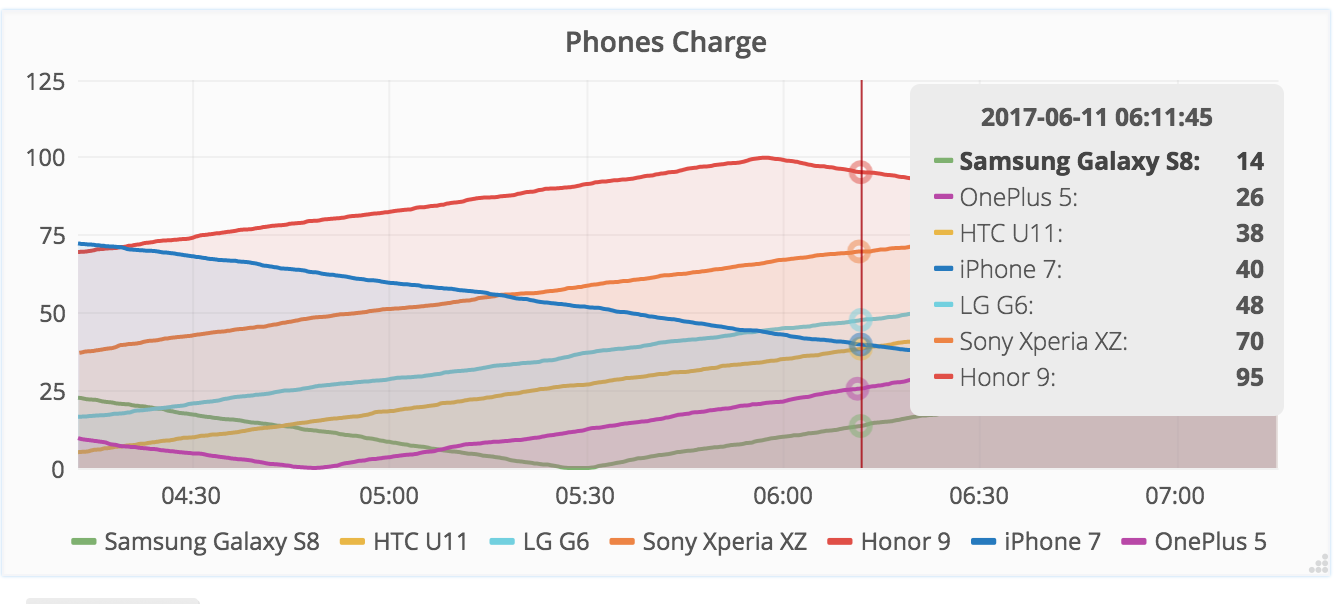 Phones Charge
125
100
75
50
25
0
2017-06-11 06:11:45
Samsung Galaxy S8: 14
OnePlus 5: 26
HTC U11: 38
iPhone 7: 40
LG G6: 48
Sony Xperia XZ: 70
Honor 9: 95
04:30 05:00 05:30 06:00 06:30 07:00
Samsung Galaxy S8 HTC U11 LG G6 Sony Xperia XZ Honor 9 iPhone 7 OnePlus 5